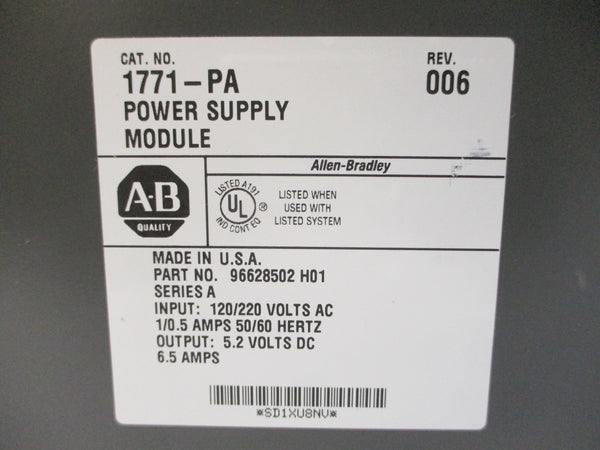 CAT. NO.
1771-PA
POWER SUPPLY
MODULE
REV.
006
Allen-Bradley
A-B
QUALITY
LISTED A197
UL
®
IND CONT EQ
LISTED WHEN
USED WITH
LISTED SYSTEM
MADE IN U.S.A.
PART NO. 96628502 H01
SERIES A
INPUT: 120/220 VOLTS AC
1/0.5 AMPS 50/60 HERTZ
OUTPUT: 5.2 VOLTS DC
6.5 AMPS
*SD1XU8NV*